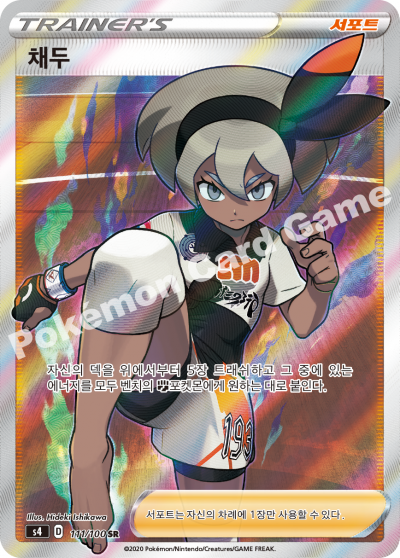 TRAINER'S
서포트
채두
193
Pokémon Card Game
자신의 덱을 위에서부터 5장 트래쉬하고 그 중에 있는
에너지를 모두 벤치의 포켓몬에게 원하는 대로 붙인다.
Illus. Hideki Ishikawa
서포트는 자신의 차례에 1장만 사용할 수 있다.
s4 D 111/100 SR
©2020 Pokémon/Nintendo/Creatures/GAME FREAK.